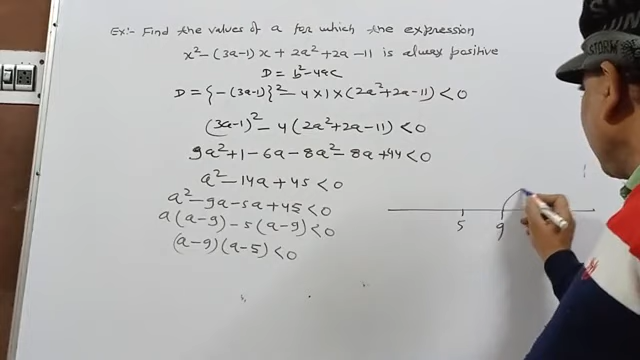 Ex:- Find the values of a for which the expression
x² - (3a-1)x + 2a² + 2a - 11 is always positive
D = b² - 4ac
D = {-(3a-1)}² - 4×1×(2a²+2a-11) < 0
(3a-1)² - 4(2a²+2a-11) < 0
9a²+1-6a-8a²-8a+44 < 0
a² - 14a + 45 < 0
a² - 9a - 5a + 45 < 0
a(a-9) - 5(a-9) < 0
(a-9)(a-5) < 0
5 9
STORM